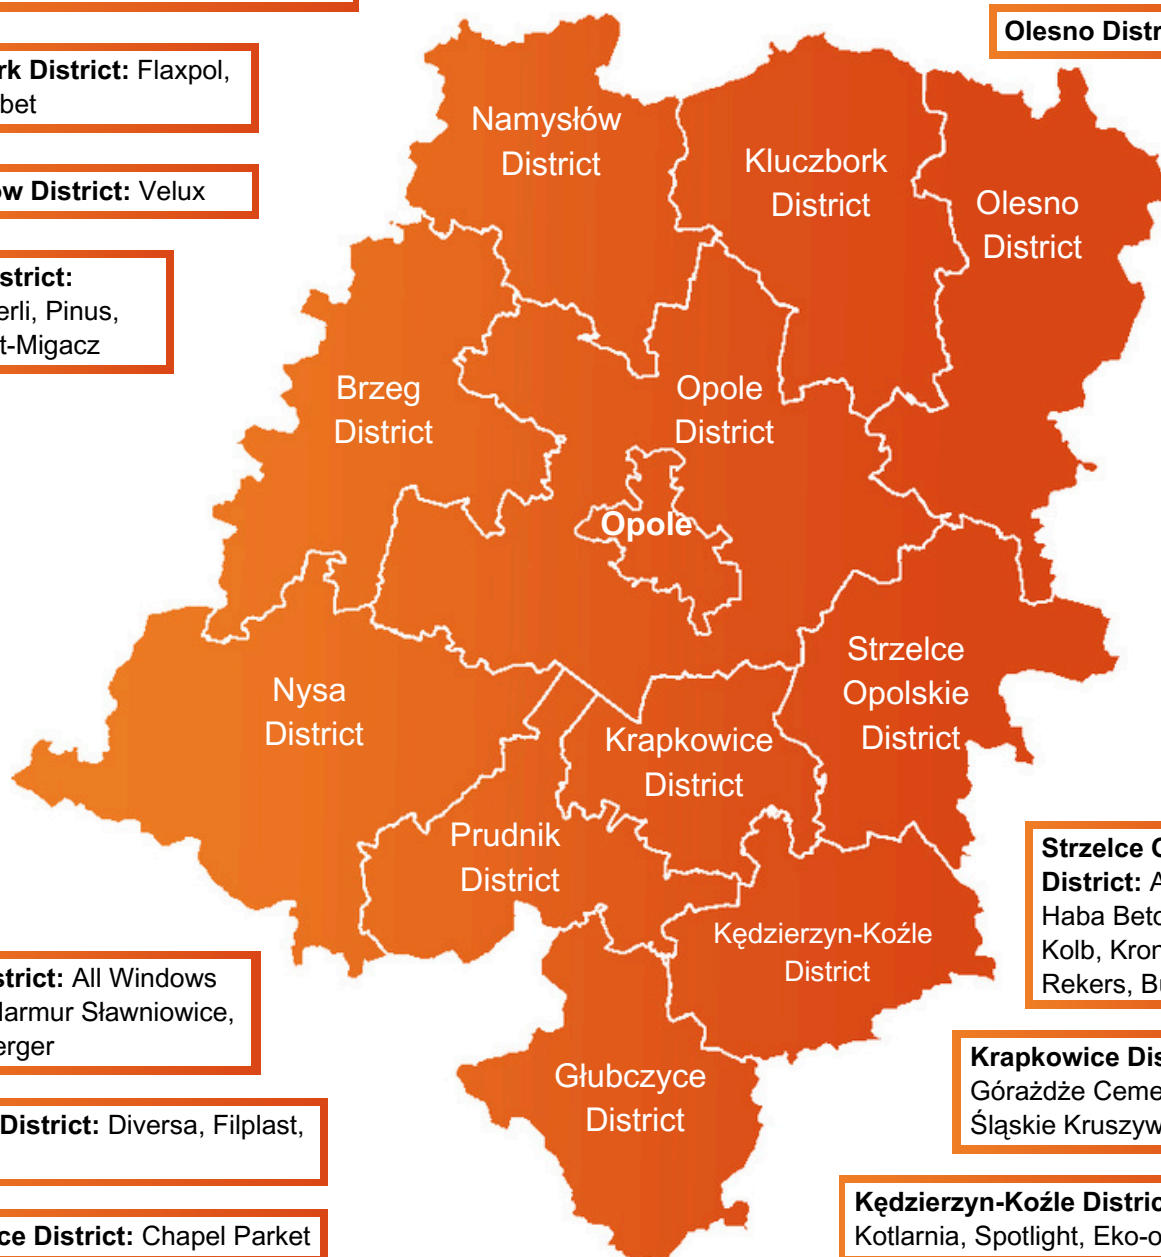 Olesno Distr
rk District: Flaxpol,
bet
ow District: Velux
strict:
erli, Pinus,
t-Migacz
Namysłów
District
Kluczbork
District
Olesno
District
Brzeg
District
Opole
District
Opole
Nysa
District
Strzelce
Opolskie
District
Krapkowice
District
Prudnik
District
Kędzierzyn-Koźle
District
Głubczyce
District
Strzelce O
District: A
Haba Beto
Kolb, Kron
Rekers, Bu
strict: All Windows
Marmur Sławniowice,
erger
Krapkowice Dis
Górażdże Ceme
Śląskie Kruszyw
District: Diversa, Filplast,
ce District: Chapel Parket
Kędzierzyn-Koźle Distric
Kotlarnia, Spotlight, Eko-o